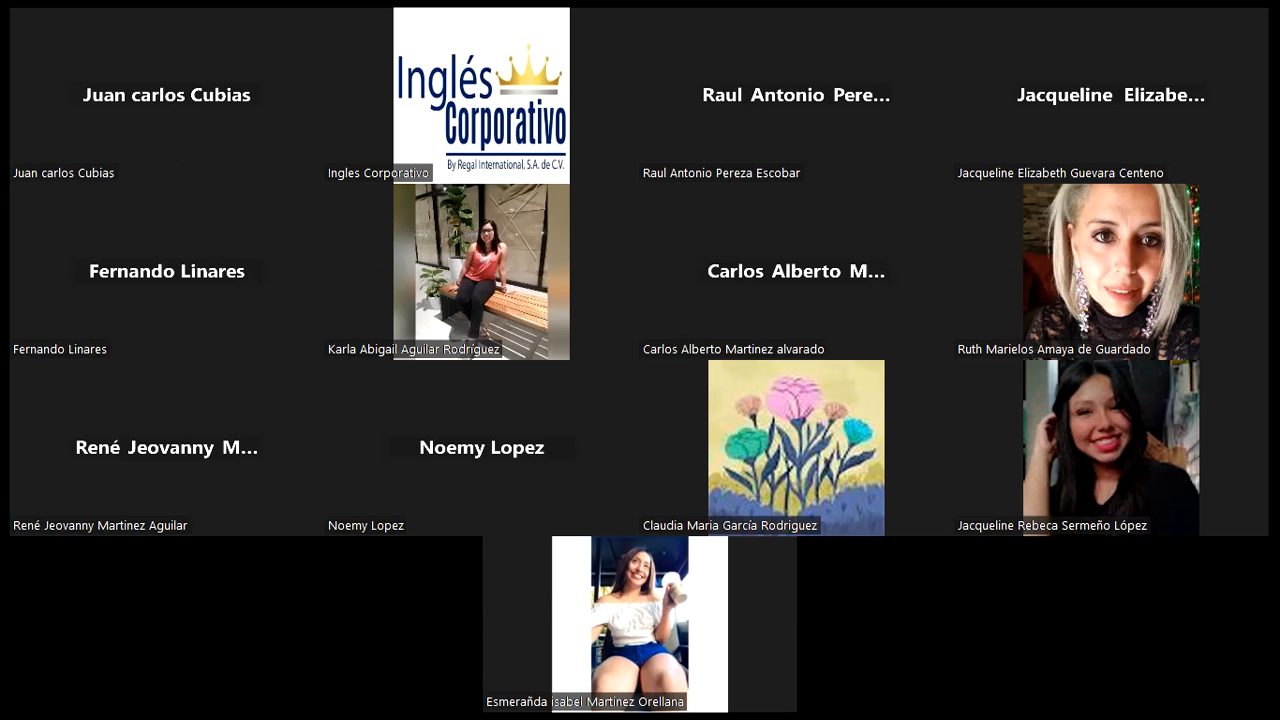 Juan carlos Cubias
Juan carlos Cubias
Inglés
Corporativo
By Regal International, S.A. de C.V.
Ingles Corporativo
Raul Antonio Pere...
Raul Antonio Pereza Escobar
Jacqueline Elizabe...
Jacqueline Elizabeth Guevara Centeno
Fernando Linares
Fernando Linares
Karla Abigail Aguilar Rodríguez
Carlos Alberto M...
Carlos Alberto Martinez alvarado
Ruth Marielos Amaya de Guardado
René Jeovanny M...
René Jeovanny Martinez Aguilar
Noemy Lopez
Noemy Lopez
Claudia Maria García Rodriguez
Jacqueline Rebeca Sermeño López
Esmerañda isabel Martínez Orellana